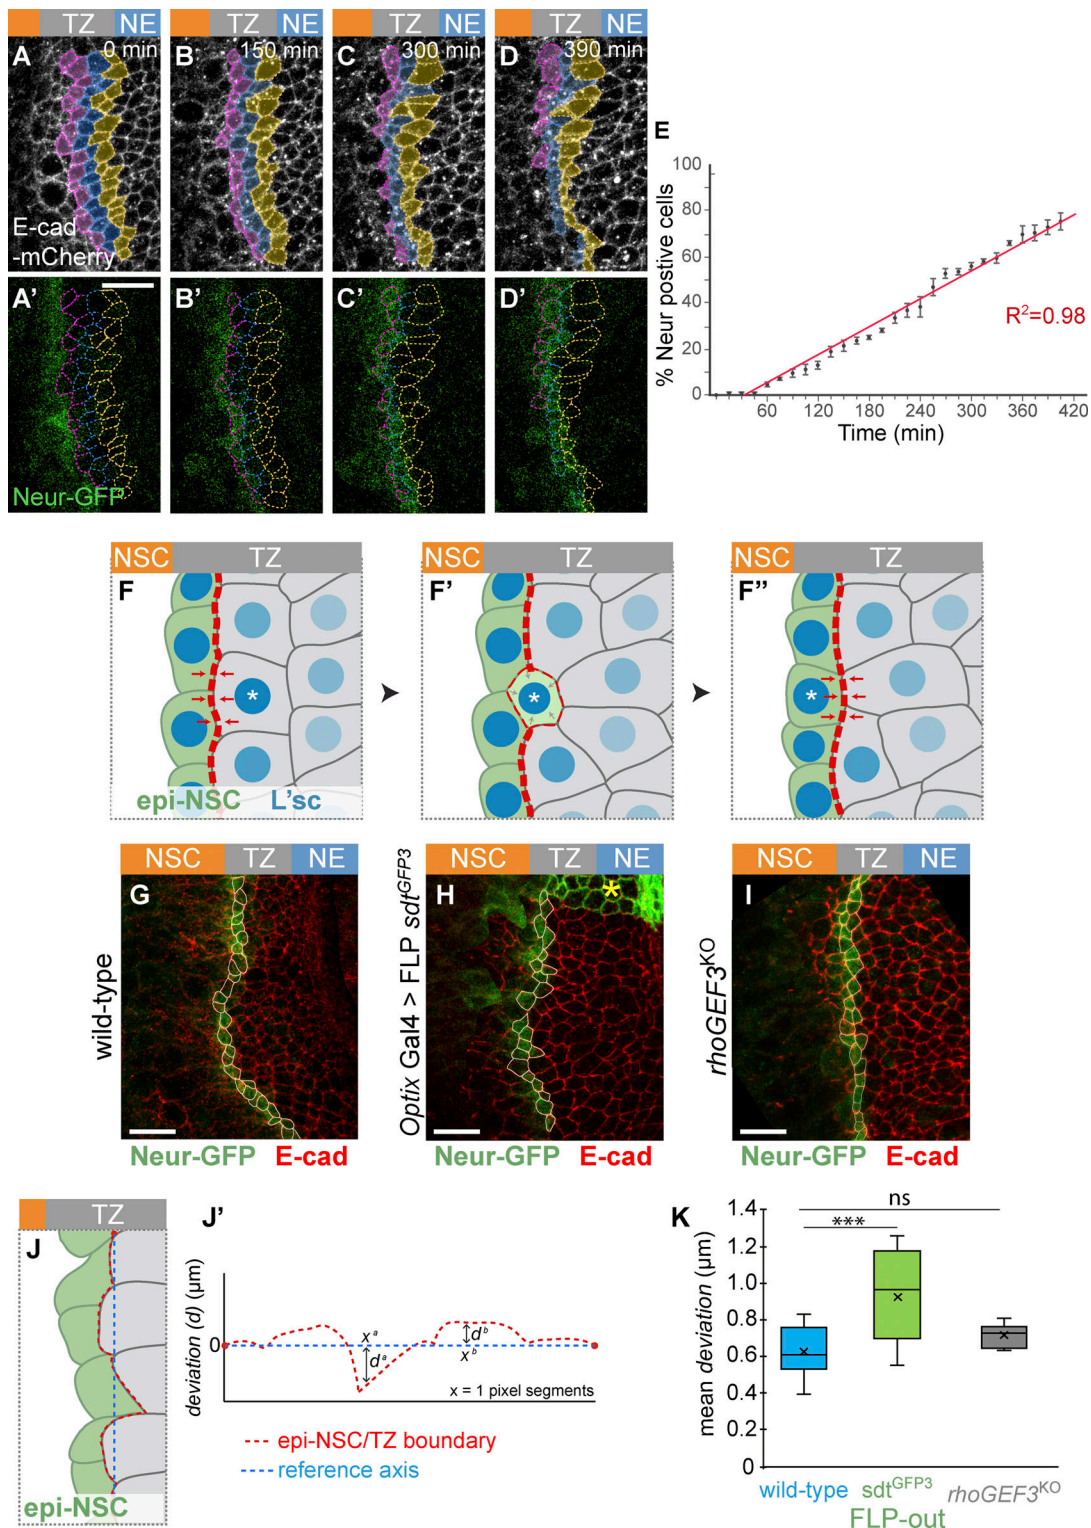 TZ NE TZ NE TZ NE TZ NE
A 0 min B 150 min C 300 min D 390 min
E-cad
-mCherry
A' B' C' D'
Neur-GFP
E
% Neur postive cells
100
80
60
40
20
0
60 120 180 240 300 360 420
Time (min)
R²=0.98
NSC TZ TZ NSC TZ
F F' F''
* * *
epi-NSC L'sc
NSC TZ NE NSC TZ NE NSC TZ NE
G H I
*
wild-type
Optix Gal4 > FLP sdtGFP3
rhoGEF3KO
Neur-GFP E-cad Neur-GFP E-cad Neur-GFP E-cad
TZ
J
epi-NSC
J'
deviation (d) (µm)
0
xᵃ
dᵃ
dᵇ
xᵇ
x = 1 pixel segments
epi-NSC/TZ boundary
reference axis
K
mean deviation (µm)
1.4
1.2
1.0
0.8
0.6
0.4
0.2
0
ns
***
wild-type sdtGFP3 rhoGEF3KO
FLP-out